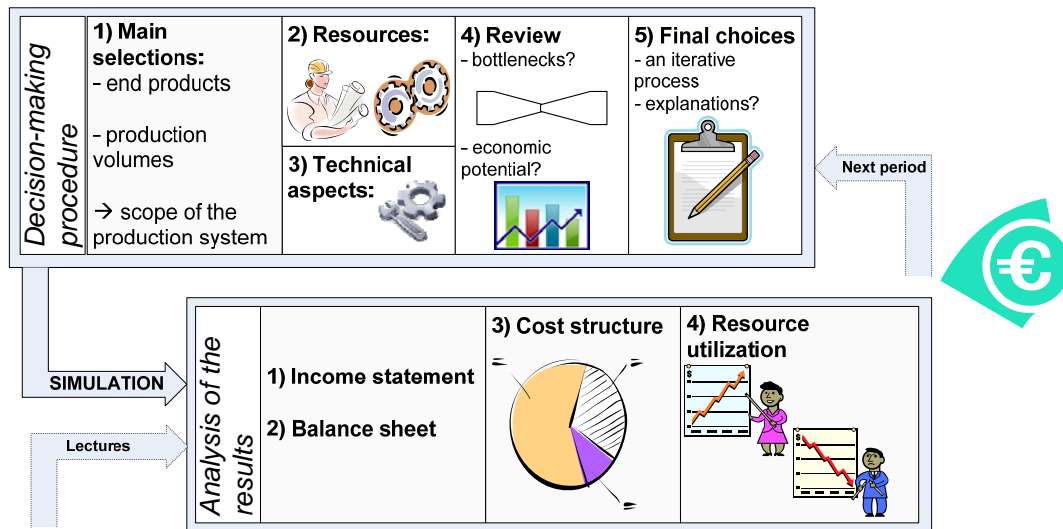 Decision-making
procedure
1) Main
selections:
- end products
- production
volumes
→ scope of the
production system
2) Resources:
3) Technical
aspects:
4) Review
- bottlenecks?
- economic
potential?
5) Final choices
- an iterative
process
- explanations?
Next period
€
SIMULATION
Lectures
Analysis of the
results
1) Income statement
2) Balance sheet
3) Cost structure
4) Resource
utilization
$
$